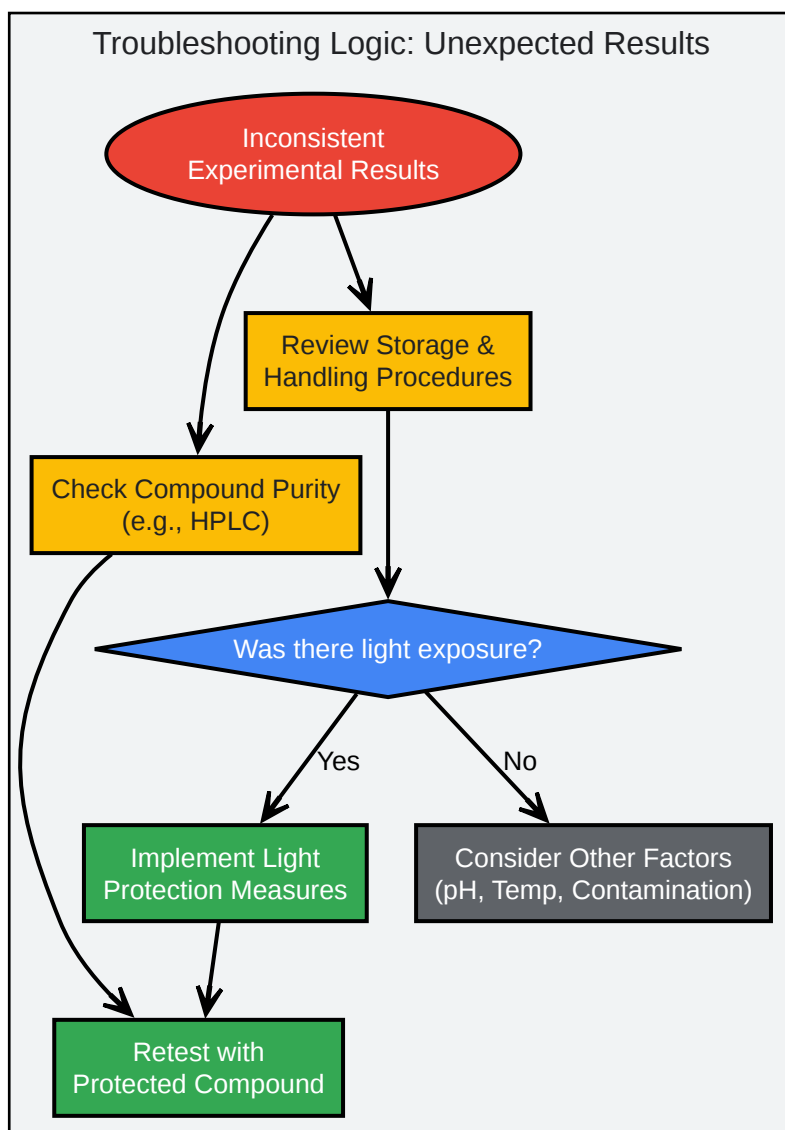 Troubleshooting Logic: Unexpected Results
Inconsistent
Experimental Results
Review Storage &
Handling Procedures
Check Compound Purity
(e.g., HPLC)
Was there light exposure?
Yes
No
Implement Light
Protection Measures
Consider Other Factors
(pH, Temp, Contamination)
Retest with
Protected Compound